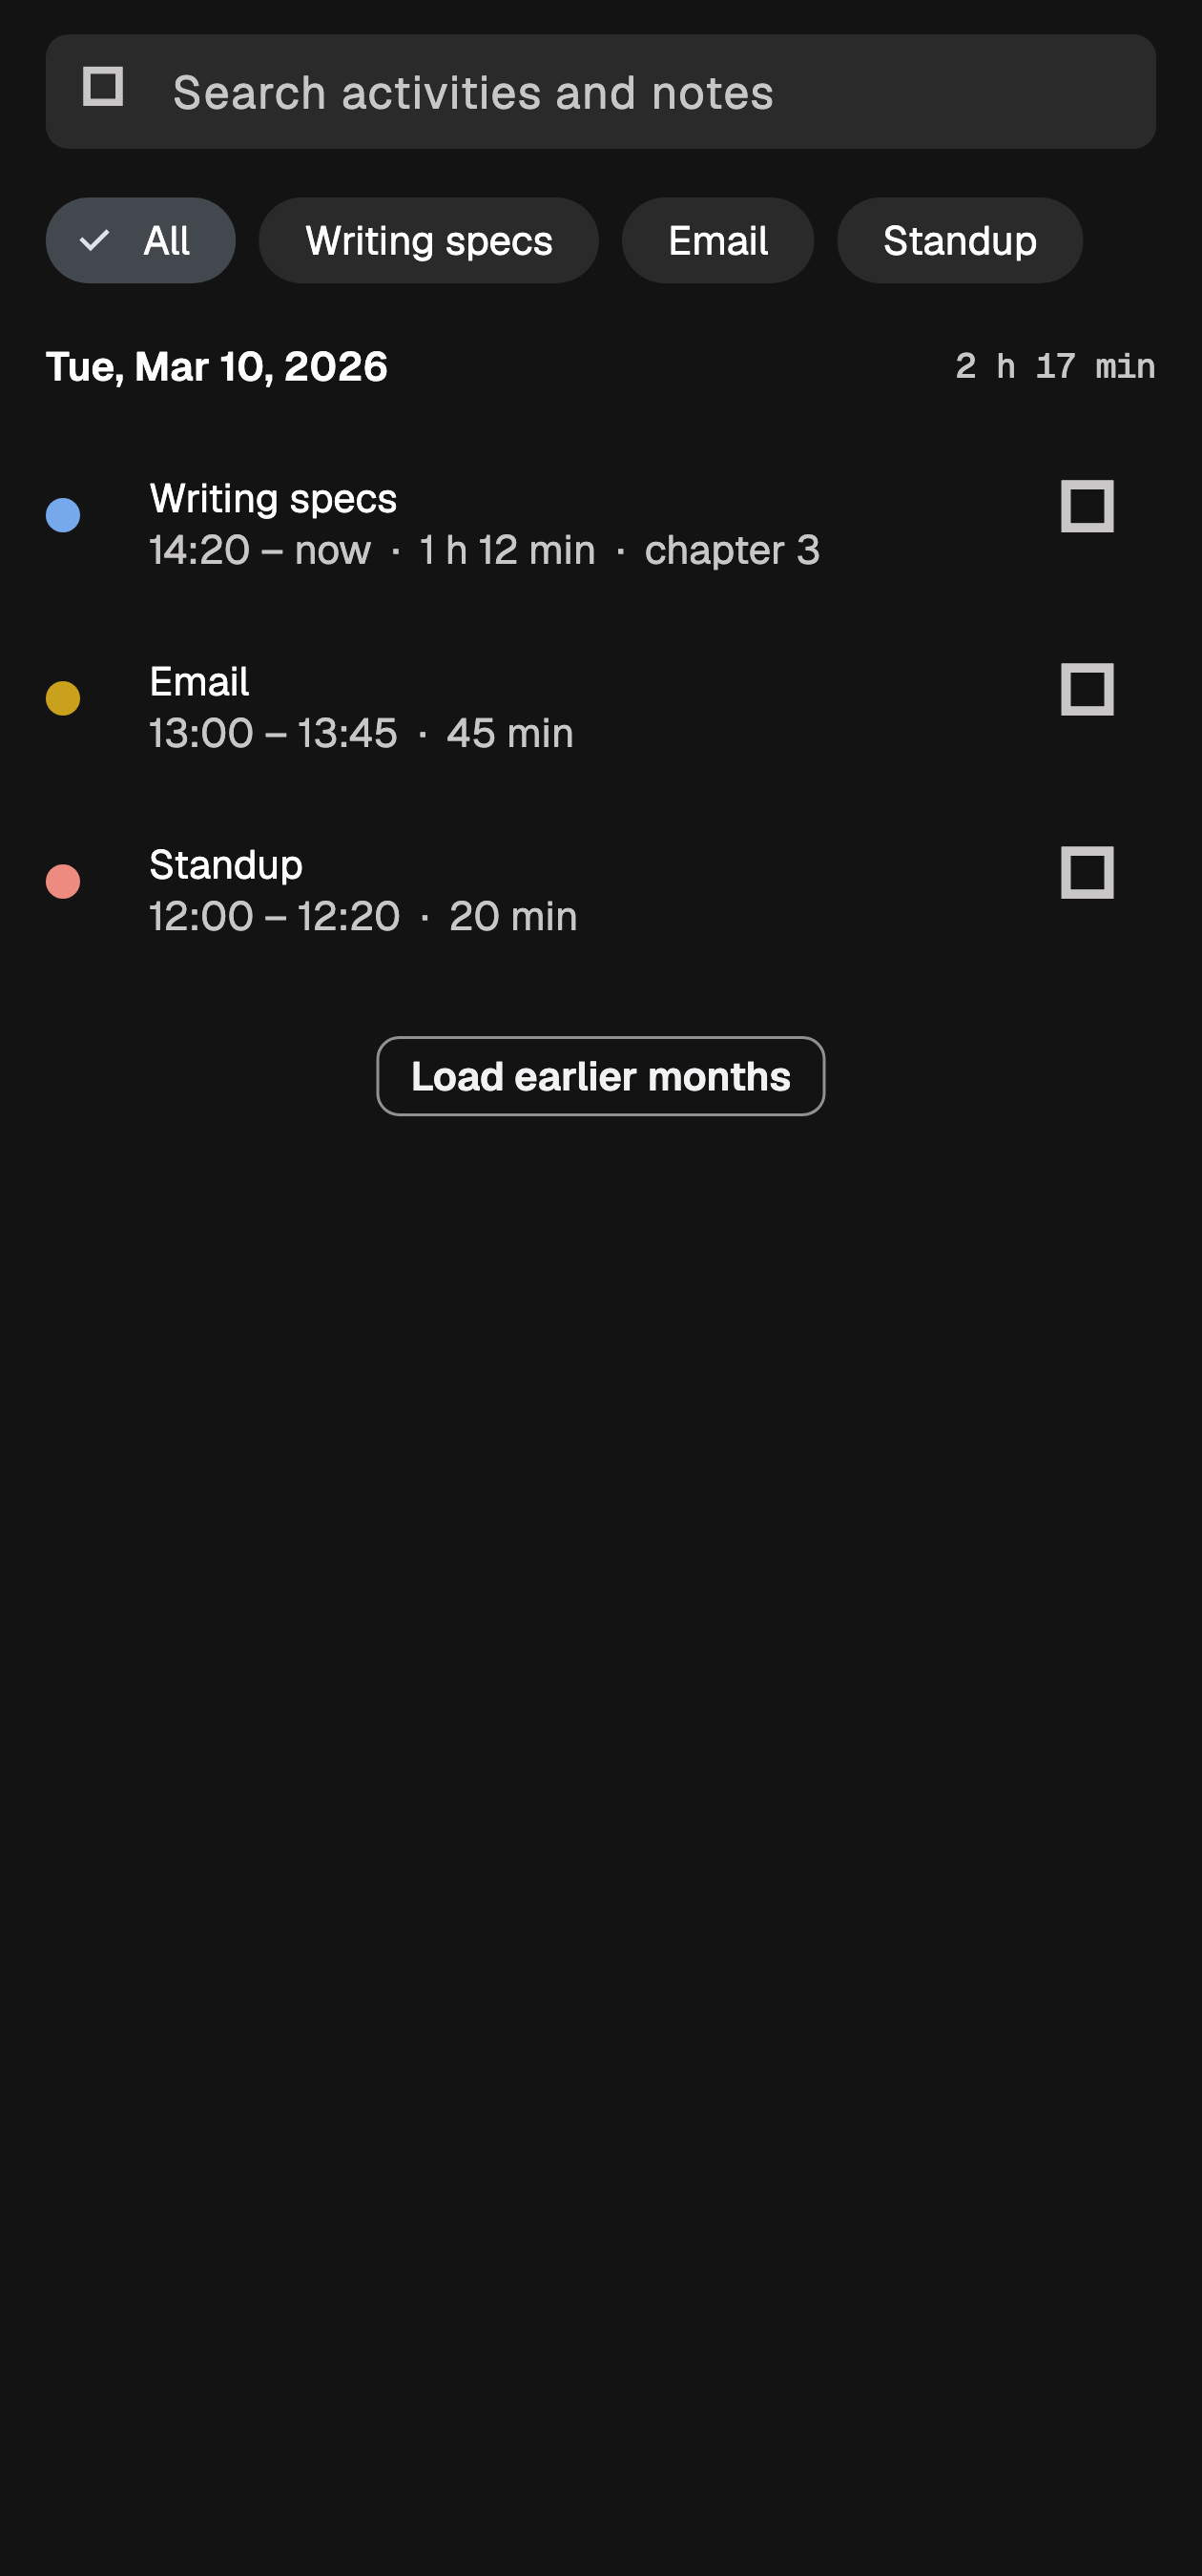 Search activities and notes
All
Writing specs
Email
Standup
Tue, Mar 10, 2026
2 h 17 min
Writing specs
14:20 – now · 1 h 12 min · chapter 3
Email
13:00 – 13:45 · 45 min
Standup
12:00 – 12:20 · 20 min
Load earlier months